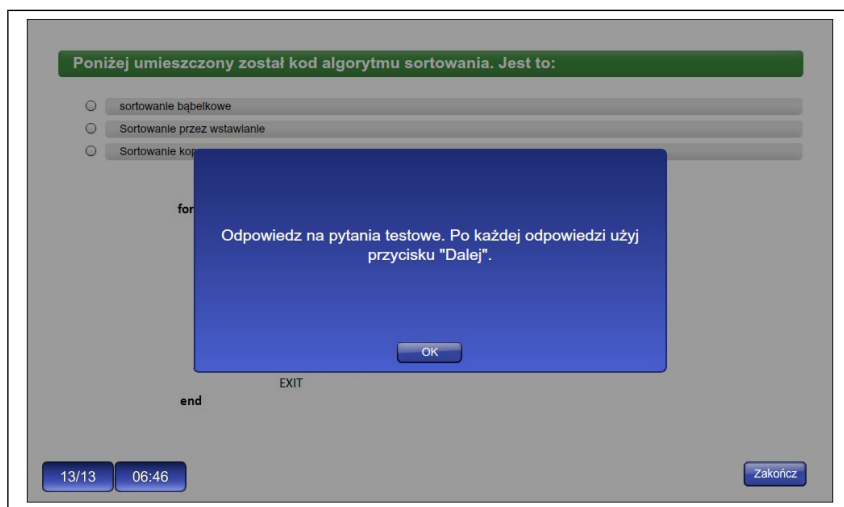 Poniżej umieszczony został kod algorytmu sortowania. Jest to:
sortowanie bąbelkowe
Sortowanie przez wstawianie
Sortowanie
for
Odpowiedz na pytania testowe. Po każdej odpowiedzi użyj
przycisku "Dalej".
OK
EXIT
end
13/13
06:46
Zakończ